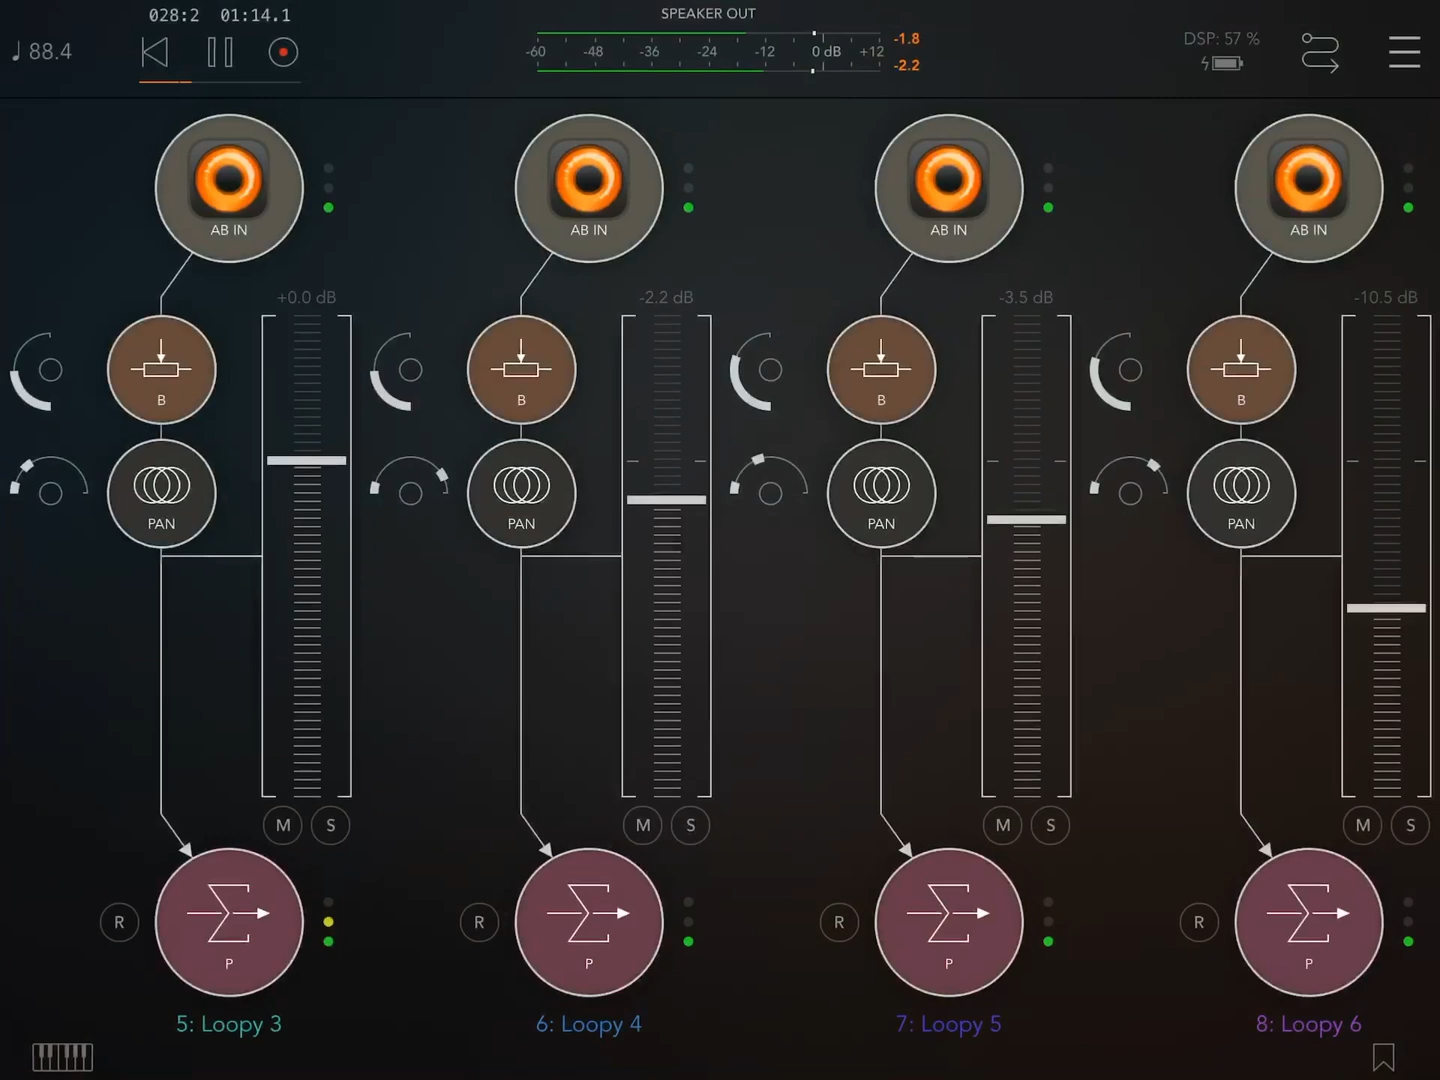 028:2 01:14.1
♩ 88.4
SPEAKER OUT
-60 -48 -36 -24 -12 0 dB +12
-1.8
-2.2
DSP: 57 %
AB IN AB IN AB IN AB IN
+0.0 dB -2.2 dB -3.5 dB -10.5 dB
B B B B
PAN PAN PAN PAN
M S M S M S M S
R R R R
P P P P
5: Loopy 3 6: Loopy 4 7: Loopy 5 8: Loopy 6